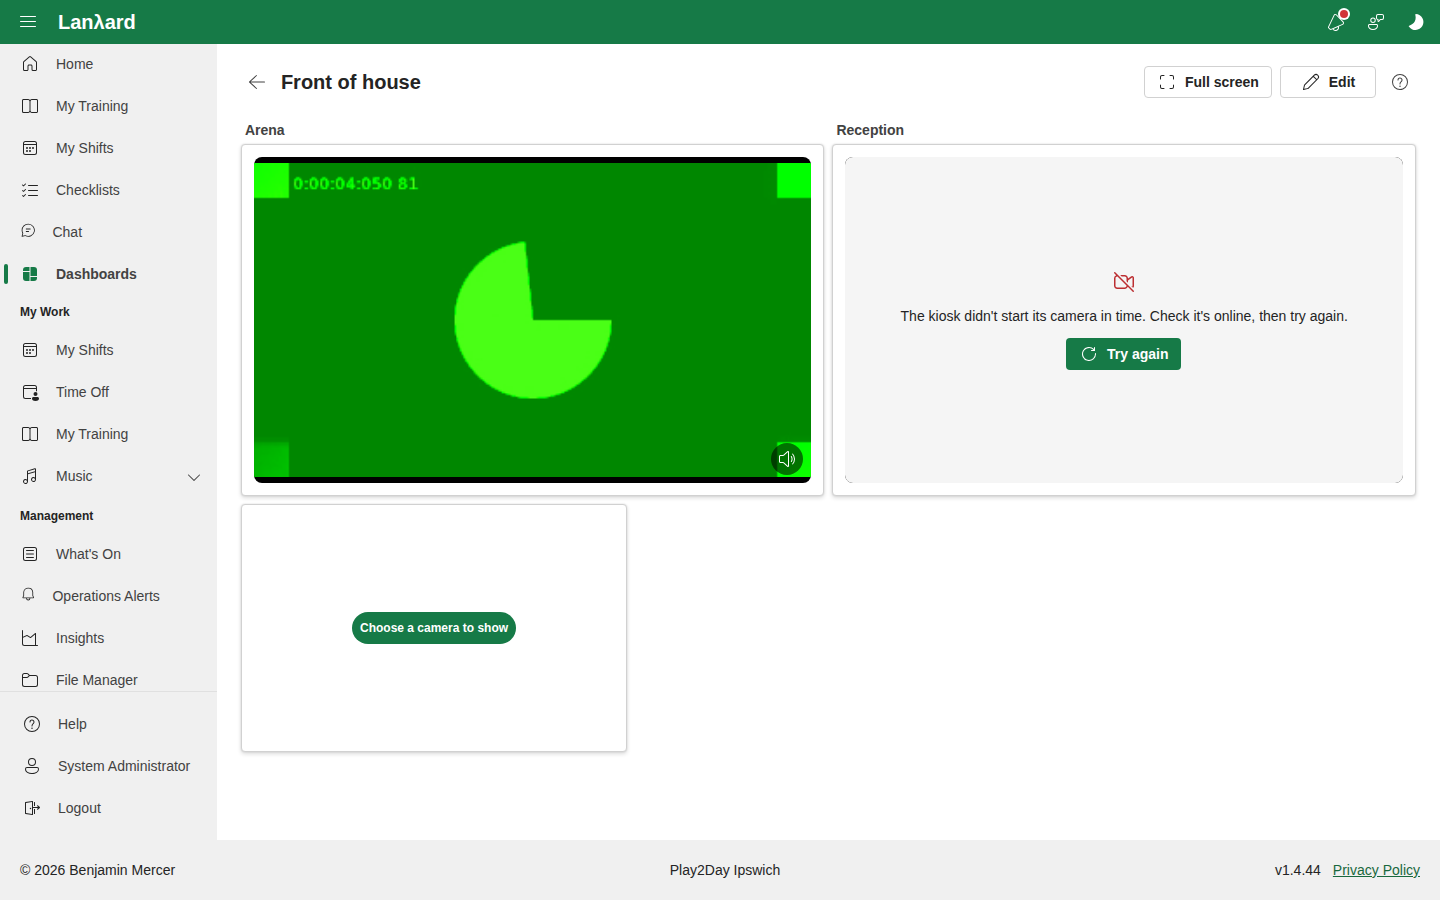 Lanλard
Home
My Training
My Shifts
Checklists
Chat
Dashboards
My Work
My Shifts
Time Off
My Training
Music
Management
What's On
Operations Alerts
Insights
File Manager
Help
System Administrator
Logout
Front of house
Full screen
Edit
Arena
0:00:04:050 81
Reception
The kiosk didn't start its camera in time. Check it's online, then try again.
Try again
Choose a camera to show
© 2026 Benjamin Mercer
Play2Day Ipswich
v1.4.44
Privacy Policy